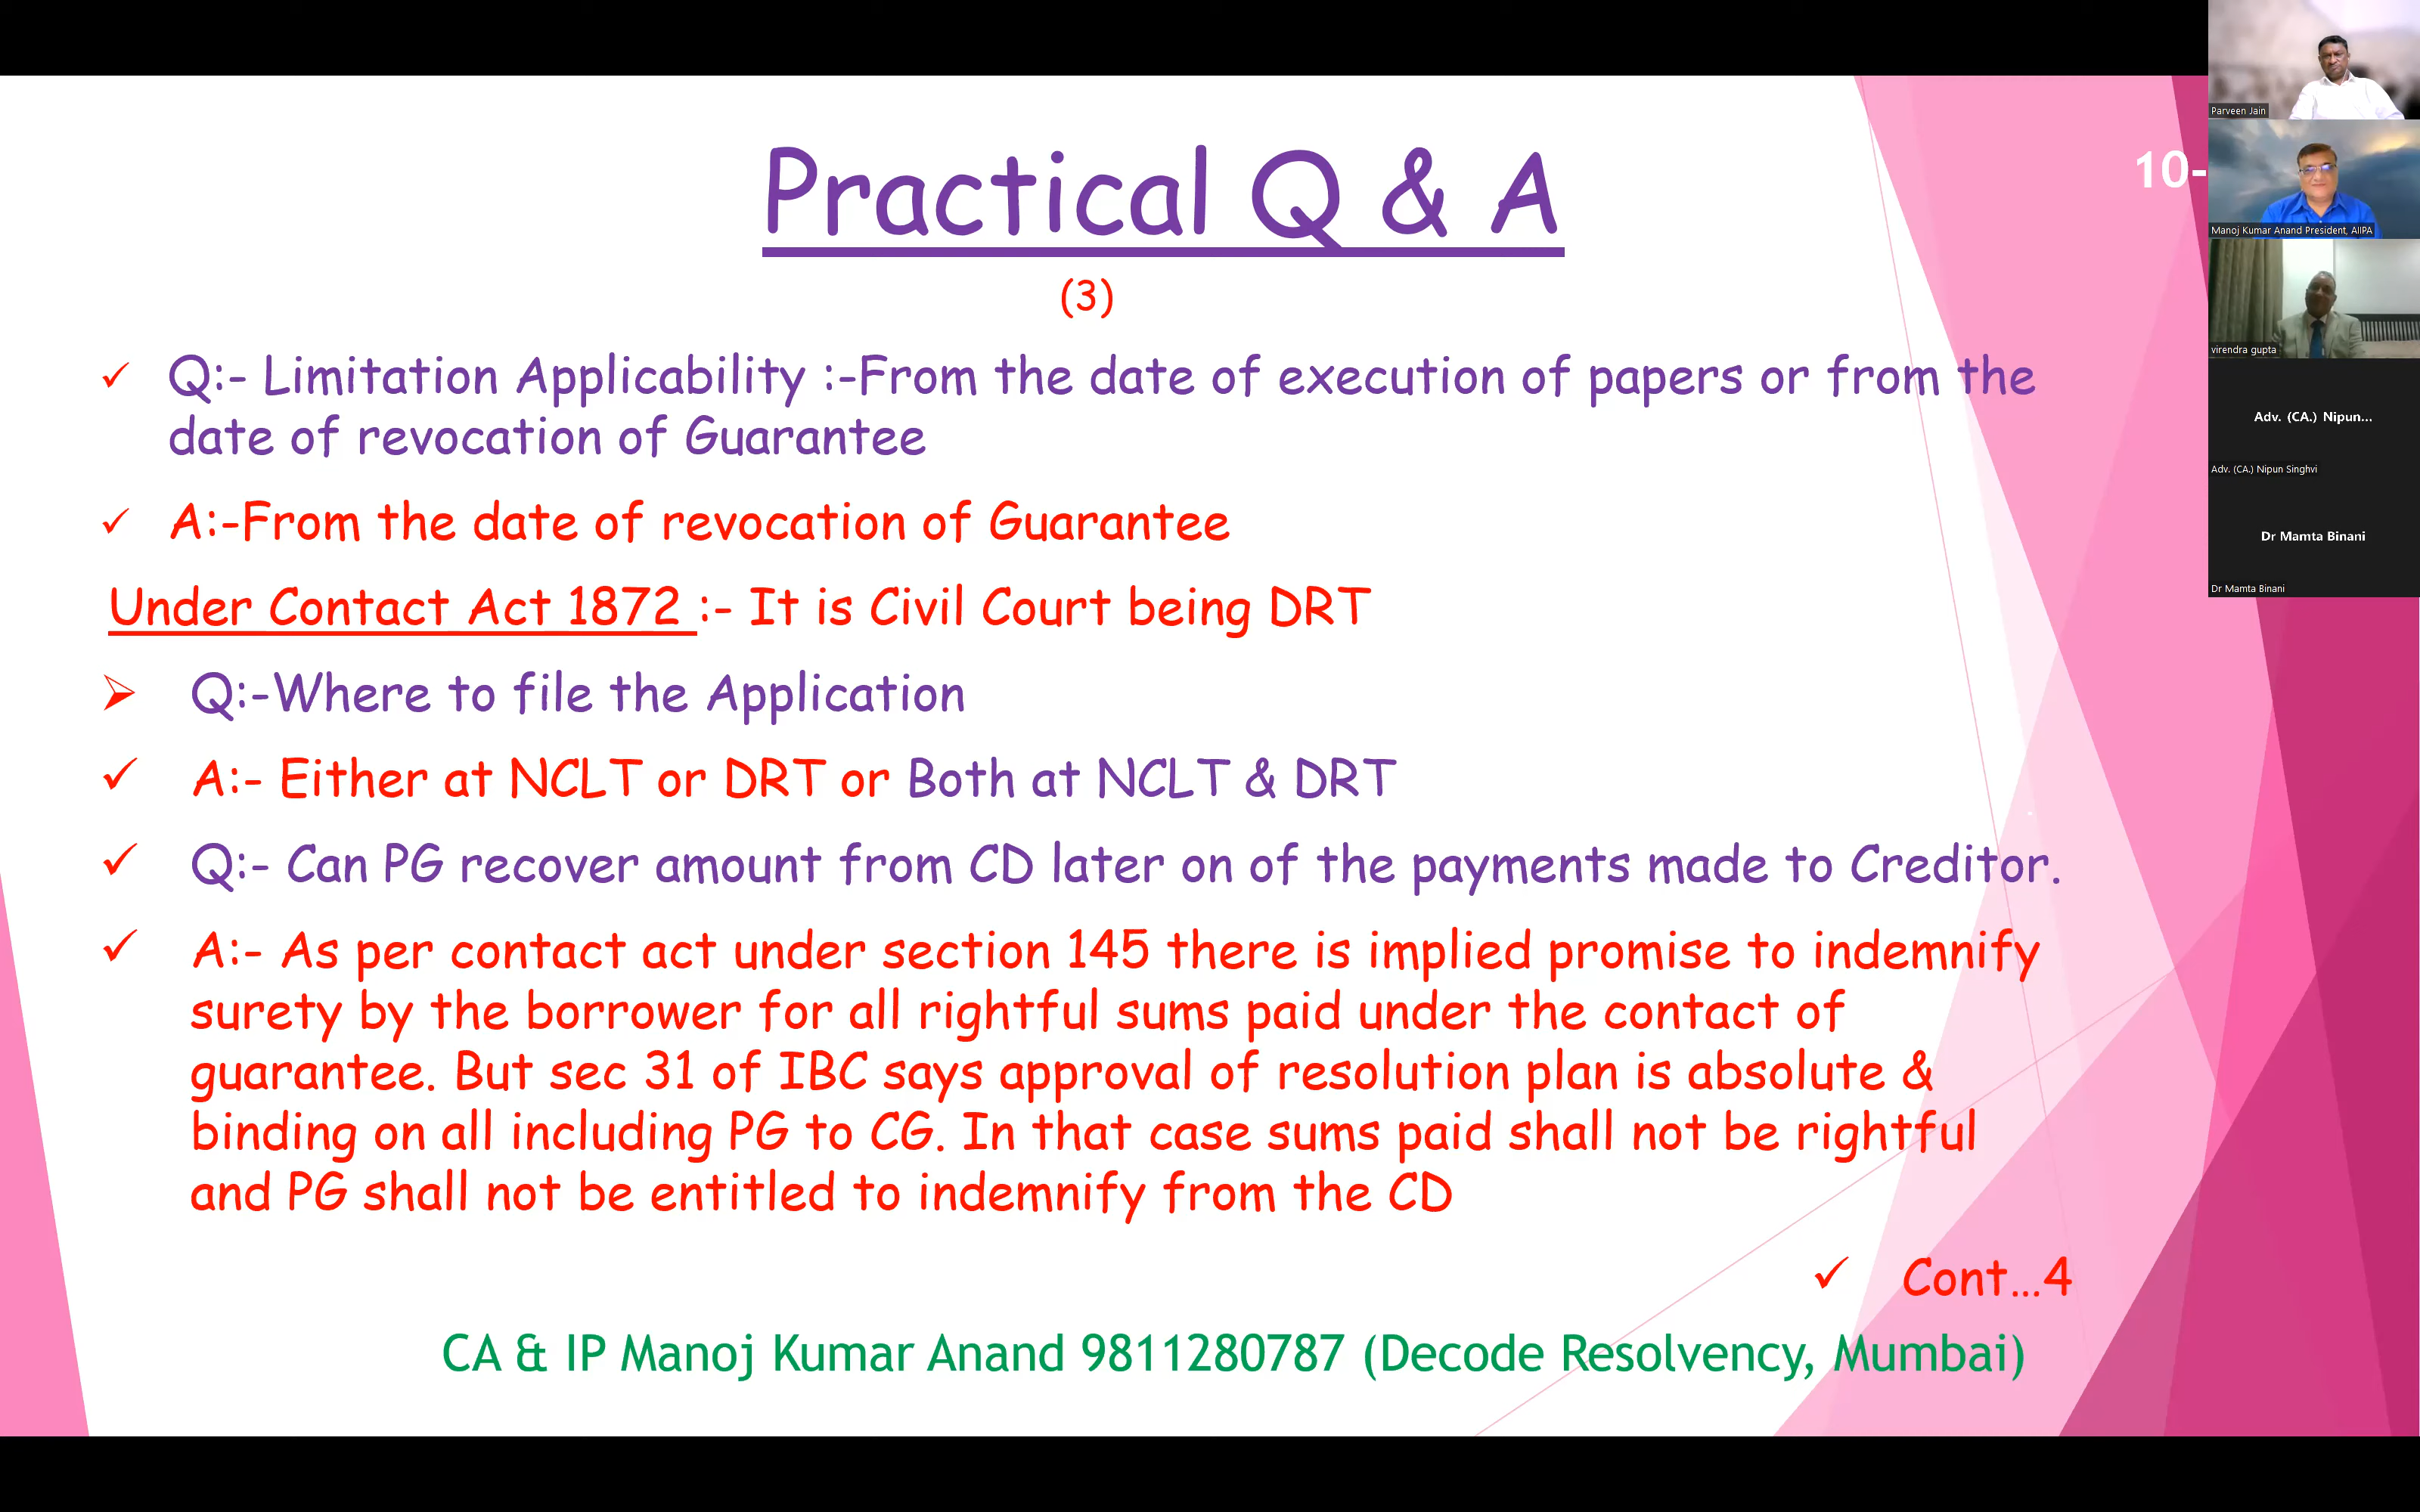 Practical Q & A
10-
(3)
Q:- Limitation Applicability :-From the date of execution of papers or from the
date of revocation of Guarantee
A:-From the date of revocation of Guarantee
Under Contact Act 1872 :- It is Civil Court being DRT
Q:-Where to file the Application
A:- Either at NCLT or DRT or Both at NCLT & DRT
Q:- Can PG recover amount from CD later on of the payments made to Creditor.
A:- As per contact act under section 145 there is implied promise to indemnify
surety by the borrower for all rightful sums paid under the contact of
guarantee. But sec 31 of IBC says approval of resolution plan is absolute &
binding on all including PG to CG. In that case sums paid shall not be rightful
and PG shall not be entitled to indemnify from the CD
Cont...4
CA & IP Manoj Kumar Anand 9811280787 (Decode Resolvency, Mumbai)
Parveen Jain
Manoj Kumar Anand President, AIIPA
virendra gupta
Adv. (CA.) Nipun...
Adv. (CA.) Nipun Singhvi
Dr Mamta Binani
Dr Mamta Binani